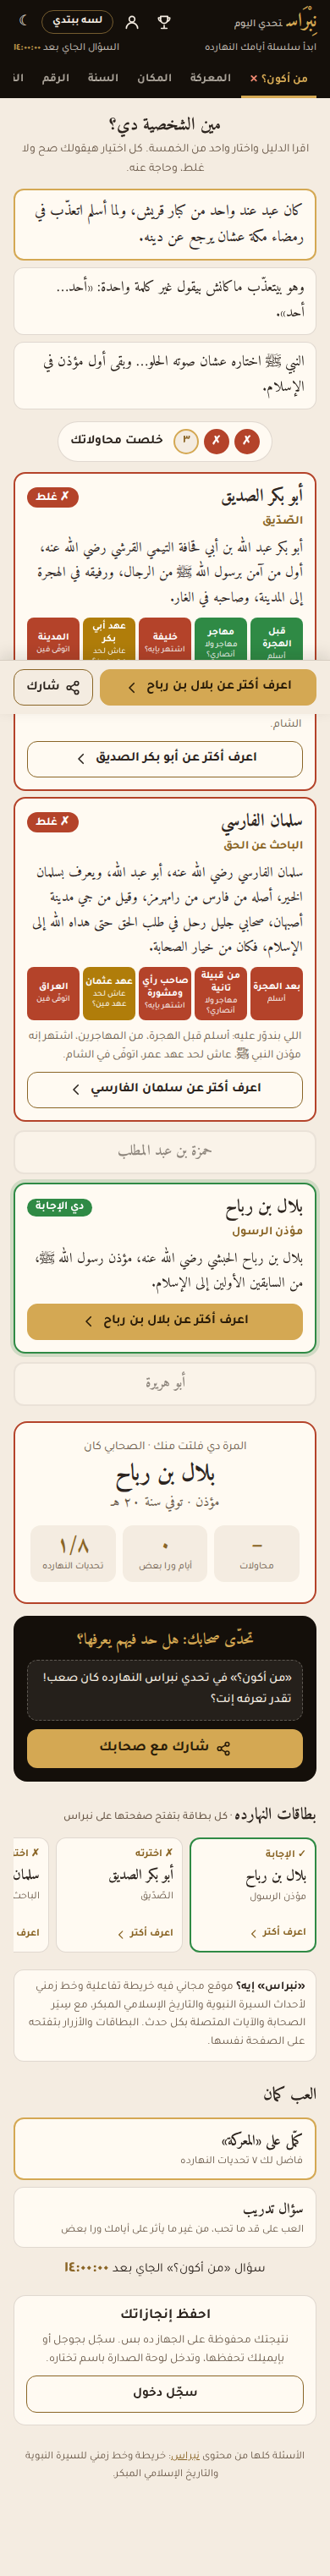 نبراس تحدي اليوم
لسه ببتدي
ابدأ سلسلة أيامك النهارده
السؤال الجاي بعد ١٤:٠٠:٠٠
من أكون؟ ✕
المعركة
المكان
السنة
الرقم
مين الشخصية دي؟
اقرا الدليل واختار واحد من الخمسة. كل اختيار هيقولك صح ولا
غلط، وحاجة عنه.
كان عبد عند واحد من كبار قريش، ولما أسلم اتعذّب في
رمضاء مكة عشان يرجع عن دينه.
وهو بيتعذّب ماكانش بيقول غير كلمة واحدة: «أحد...
أحد».
النبي ﷺ اختاره عشان صوته الحلو... وبقى أول مؤذن في
الإسلام.
✗ ✗ ٣ خلصت محاولاتك
أبو بكر الصديق
✗ غلط
الصّديق
أبو بكر عبد الله بن أبي قحافة التيمي القرشي رضي الله عنه،
أول من آمن برسول الله ﷺ من الرجال، ورفيقه في الهجرة
إلى المدينة، وصاحبه في الغار.
قبل الهجرة
أسلم
مهاجر
مهاجر ولا أنصاري؟
خليفة
اشتهر بإيه؟
عهد أبي بكر
عاش لحد
المدينة
اتوفّى فين
اعرف أكتر عن بلال بن رباح
شارك
الشام.
اعرف أكتر عن أبو بكر الصديق
سلمان الفارسي
✗ غلط
الباحث عن الحق
سلمان الفارسي رضي الله عنه، أبو عبد الله، ويعرف بسلمان
الخير، أصله من فارس من رامهرمز، وقيل من جي مدينة
أصبهان، صحابي جليل رحل في طلب الحق حتى هداه الله إلى
الإسلام، فكان من خيار الصحابة.
بعد الهجرة
أسلم
من قبيلة تانية
مهاجر ولا أنصاري؟
صاحب رأي ومشورة
اشتهر بإيه؟
عهد عثمان
عاش لحد عهد مين؟
العراق
اتوفّى فين
اللي بندوّر عليه: أسلم قبل الهجرة، من المهاجرين، اشتهر إنه
مؤذن النبي ﷺ، عاش لحد عهد عمر، اتوفّى في الشام.
اعرف أكتر عن سلمان الفارسي
حمزة بن عبد المطلب
بلال بن رباح
دي الإجابة
مؤذن الرسول
بلال بن رباح الحبشي رضي الله عنه، مؤذن رسول الله ﷺ،
من السابقين الأولين إلى الإسلام.
اعرف أكتر عن بلال بن رباح
أبو هريرة
المرة دي فلتت منك · الصحابي كان
بلال بن رباح
مؤذن · توفي سنة ٢٠ هـ
–
محاولات
٠
أيام ورا بعض
١/٨
تحديات النهارده
تحدّى صحابك: هل حد فيهم يعرفها؟
«من أكون؟» في تحدي نبراس النهارده كان صعب!
تقدر تعرفه إنت؟
شارك مع صحابك
بطاقات النهارده · كل بطاقة بتفتح صفحتها على نبراس
✓ الإجابة
بلال بن رباح
مؤذن الرسول
اعرف أكتر
✗ اخترته
أبو بكر الصديق
الصّديق
اعرف أكتر
«نبراس» إيه؟ موقع مجاني فيه خريطة تفاعلية وخط زمني
لأحداث السيرة النبوية والتاريخ الإسلامي المبكر، مع سِيَر
الصحابة والآيات المتصلة بكل حدث. البطاقات والأزرار بتفتحه
على الصفحة نفسها.
العب كمان
كمّل على «المعركة»
فاضل لك ٧ تحديات النهارده
سؤال تدريب
العب على قد ما تحب، من غير ما يأثر على أيامك ورا بعض
سؤال «من أكون؟» الجاي بعد ١٤:٠٠:٠٠
احفظ إنجازاتك
نتيجتك محفوظة على الجهاز ده بس. سجّل بجوجل أو
بإيميلك تحفظها، وتدخل لوحة الصدارة باسم تختاره.
سجّل دخول
الأسئلة كلها من محتوى نبراس: خريطة وخط زمني للسيرة النبوية
والتاريخ الإسلامي المبكر.